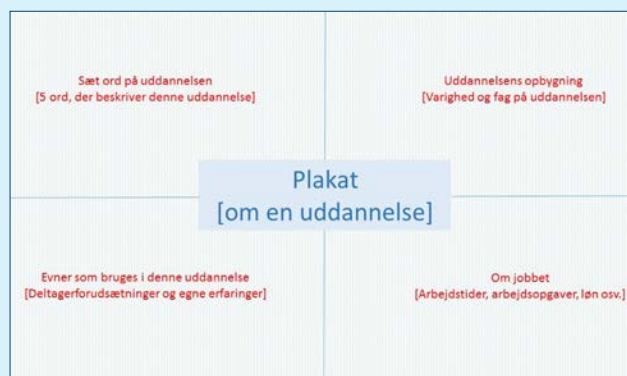 Sæt ord på uddannelsen
[5 ord, der beskriver denne uddannelse]
Uddannelsens opbygning
[Varighed og fag på uddannelsen]
Plakat
[om en uddannelse]
Evner som bruges i denne uddannelse
[Deltagerforudsætninger og egne erfaringer]
Om jobbet
[Arbejdstider, arbejdsopgaver, løn osv.]